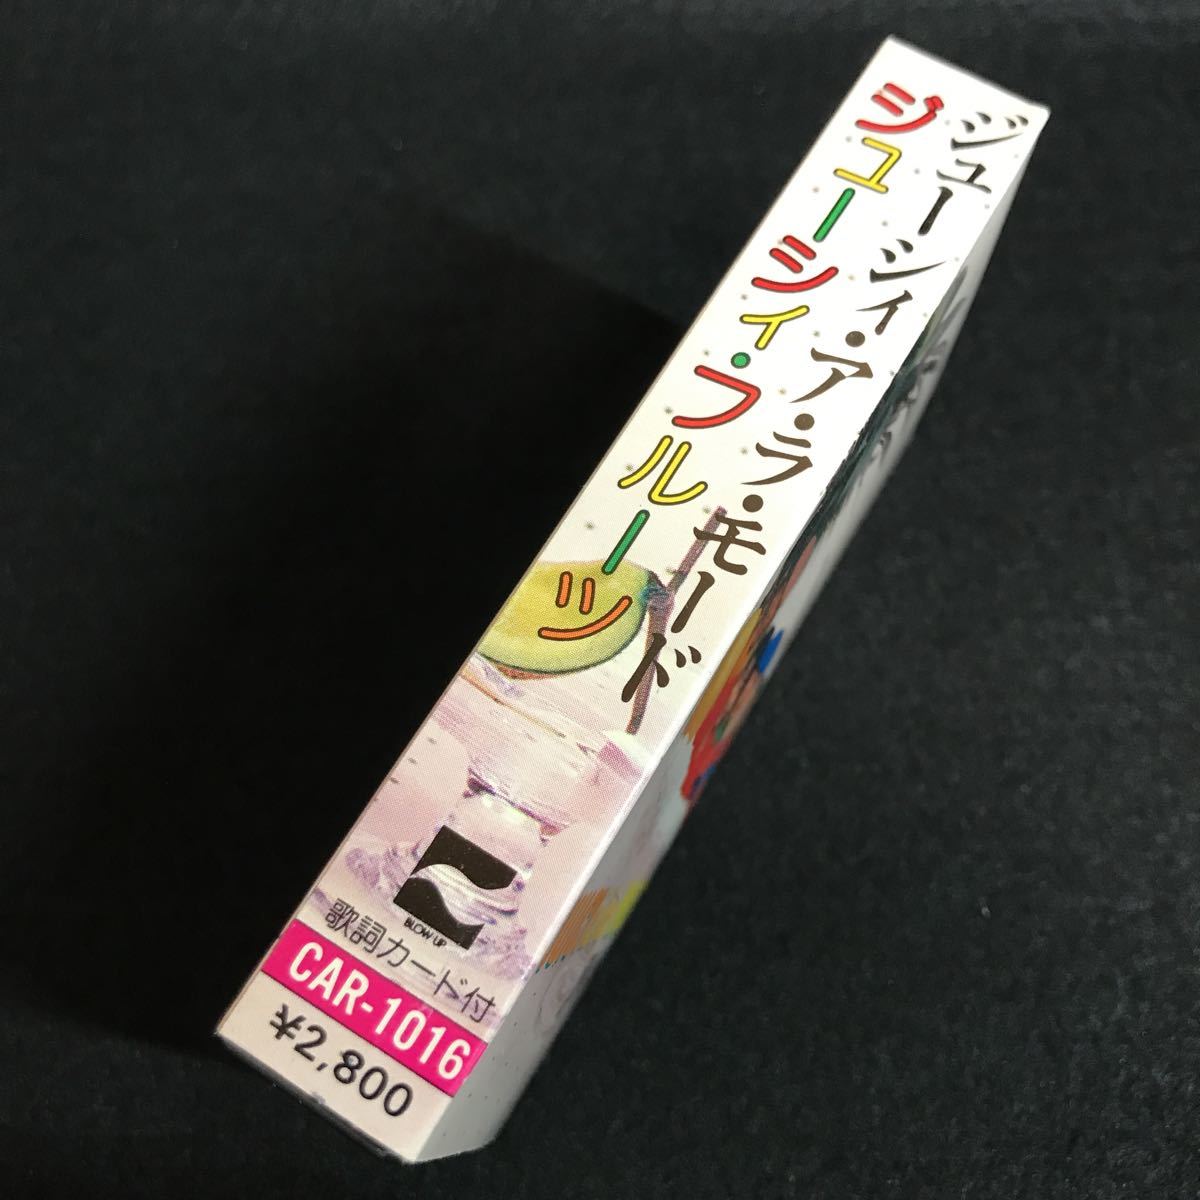 ジューシィ・ア・ラ・モード
ジューシィ・フルーツ
BLOW UP
歌詞カード付
CAR-1016
¥2,800